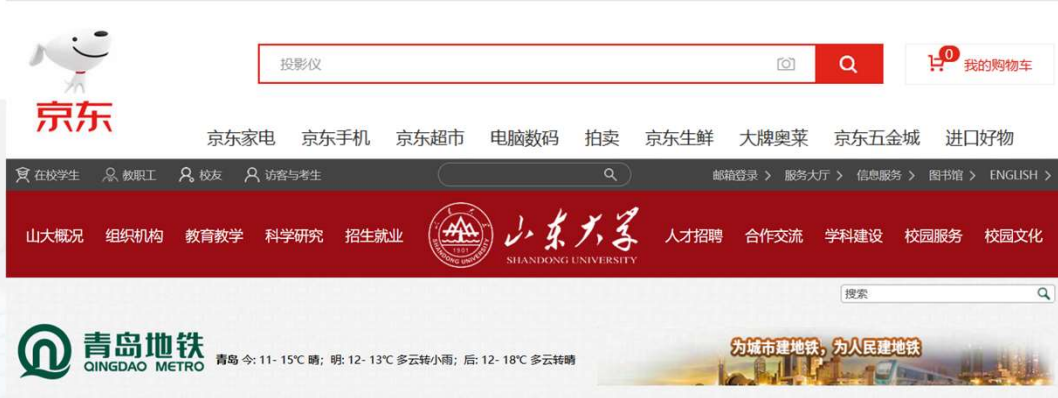 投影仪
0
我的购物车
京东
京东家电 京东手机 京东超市 电脑数码 拍卖 京东生鲜 大牌奥莱 京东五金城 进口好物
在校学生 教职工 校友 访客与考生 邮箱登录 > 服务大厅 > 信息服务 > 图书馆 > ENGLISH >
山大概况 组织机构 教育教学 科学研究 招生就业 山东大学 人才招聘 合作交流 学科建设 校园服务 校园文化
1901
SHANDONG UNIVERSITY
SHANDONG UNIVERSITY
搜索
青岛地铁
QINGDAO METRO
青岛 今: 11- 15℃ 晴; 明: 12- 13℃ 多云转小雨; 后: 12- 18℃ 多云转晴
为城市建地铁，为人民建地铁